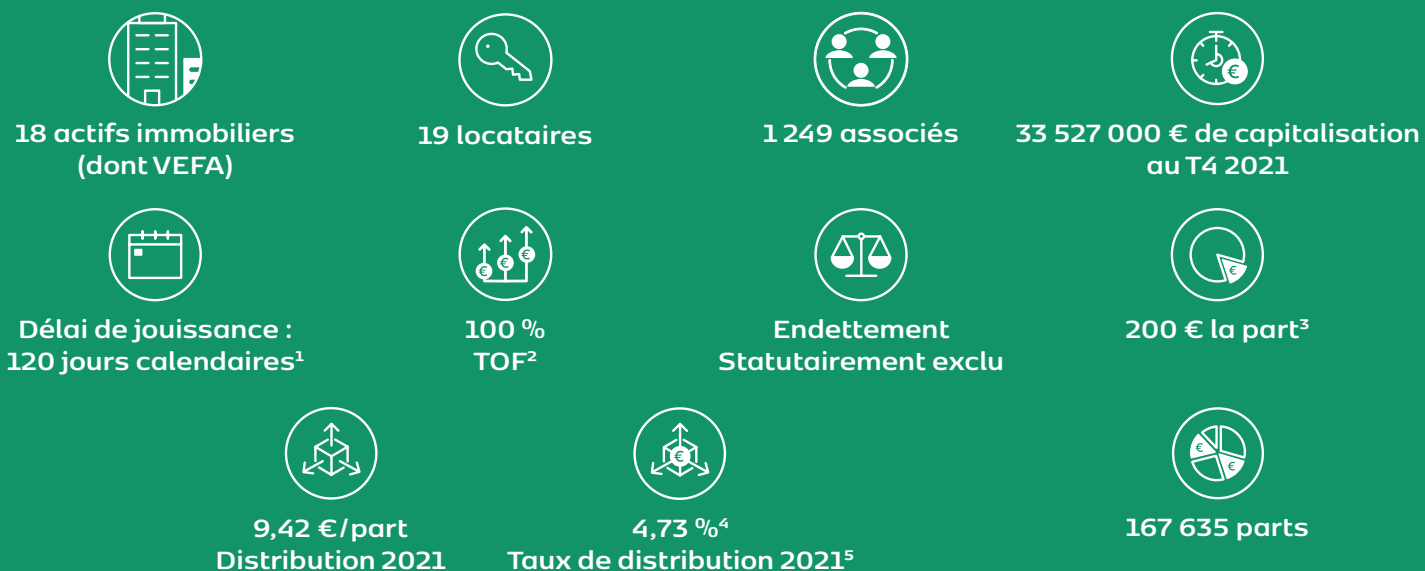 18 actifs immobiliers
(dont VEFA)
19 locataires
1 249 associés
33 527 000 € de capitalisation
au T4 2021
Délai de jouissance :
120 jours calendaires¹
100 %
TOF²
Endettement
Statutairement exclu
200 € la part³
9,42 €/part
Distribution 2021
4,73 %⁴
Taux de distribution 2021⁵
167 635 parts